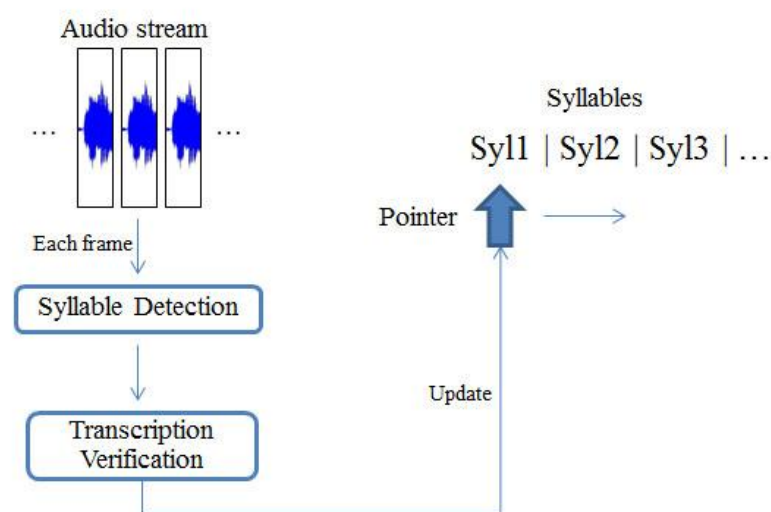 Audio stream
...
...
Each frame
Syllable Detection
Transcription
Verification
Syllables
Syl1 | Syl2 | Syl3 | ...
Pointer
Update